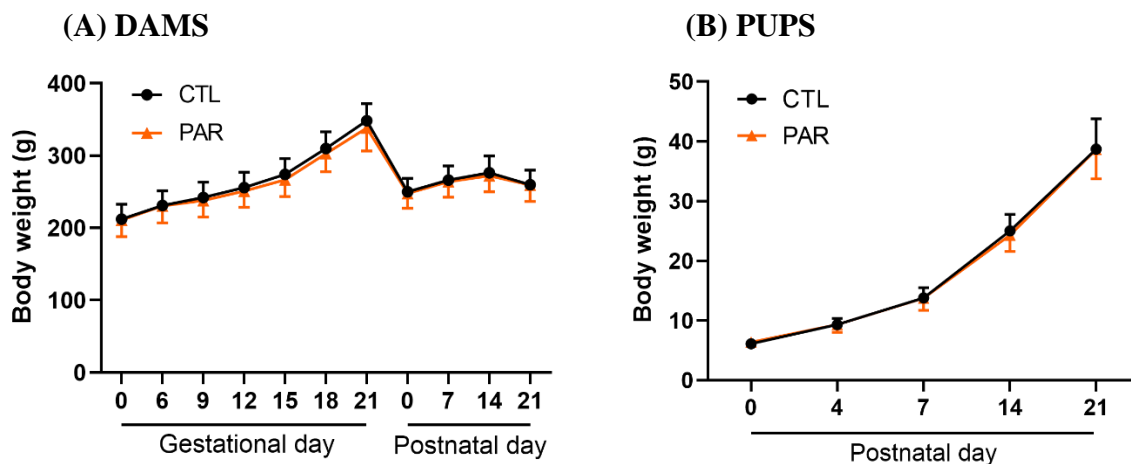 (A) DAMS
400
300
200
100
0
Body weight (g)
CTL
PAR
0 6 9 12 15 18 21 0 7 14 21
Gestational day Postnatal day
(B) PUPS
50
40
30
20
10
0
Body weight (g)
CTL
PAR
0 4 7 14 21
Postnatal day